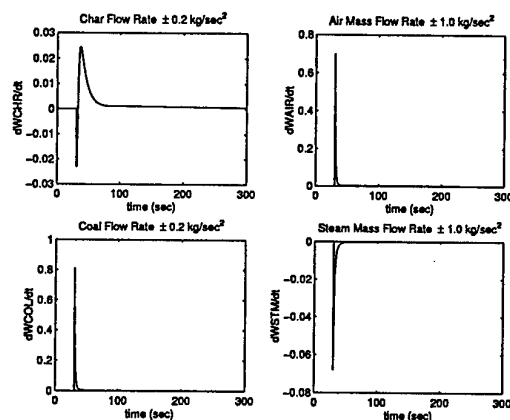 Char Flow Rate ± 0.2 kg/sec²
0.03
0.02
0.01
0
−0.01
−0.02
−0.03
dWCHR/dt
0 100 200 300
time (sec)
Air Mass Flow Rate ± 1.0 kg/sec²
0.8
0.6
0.4
0.2
0
dWAIR/dt
0 100 200 300
time (sec)
Coal Flow Rate ± 0.2 kg/sec²
1
0.8
0.6
0.4
0.2
0
dWCOL/dt
0 100 200 300
time (sec)
Steam Mass Flow Rate ± 1.0 kg/sec²
0
−0.02
−0.04
−0.06
−0.08
dWSTM/dt
0 100 200 300
time (sec)